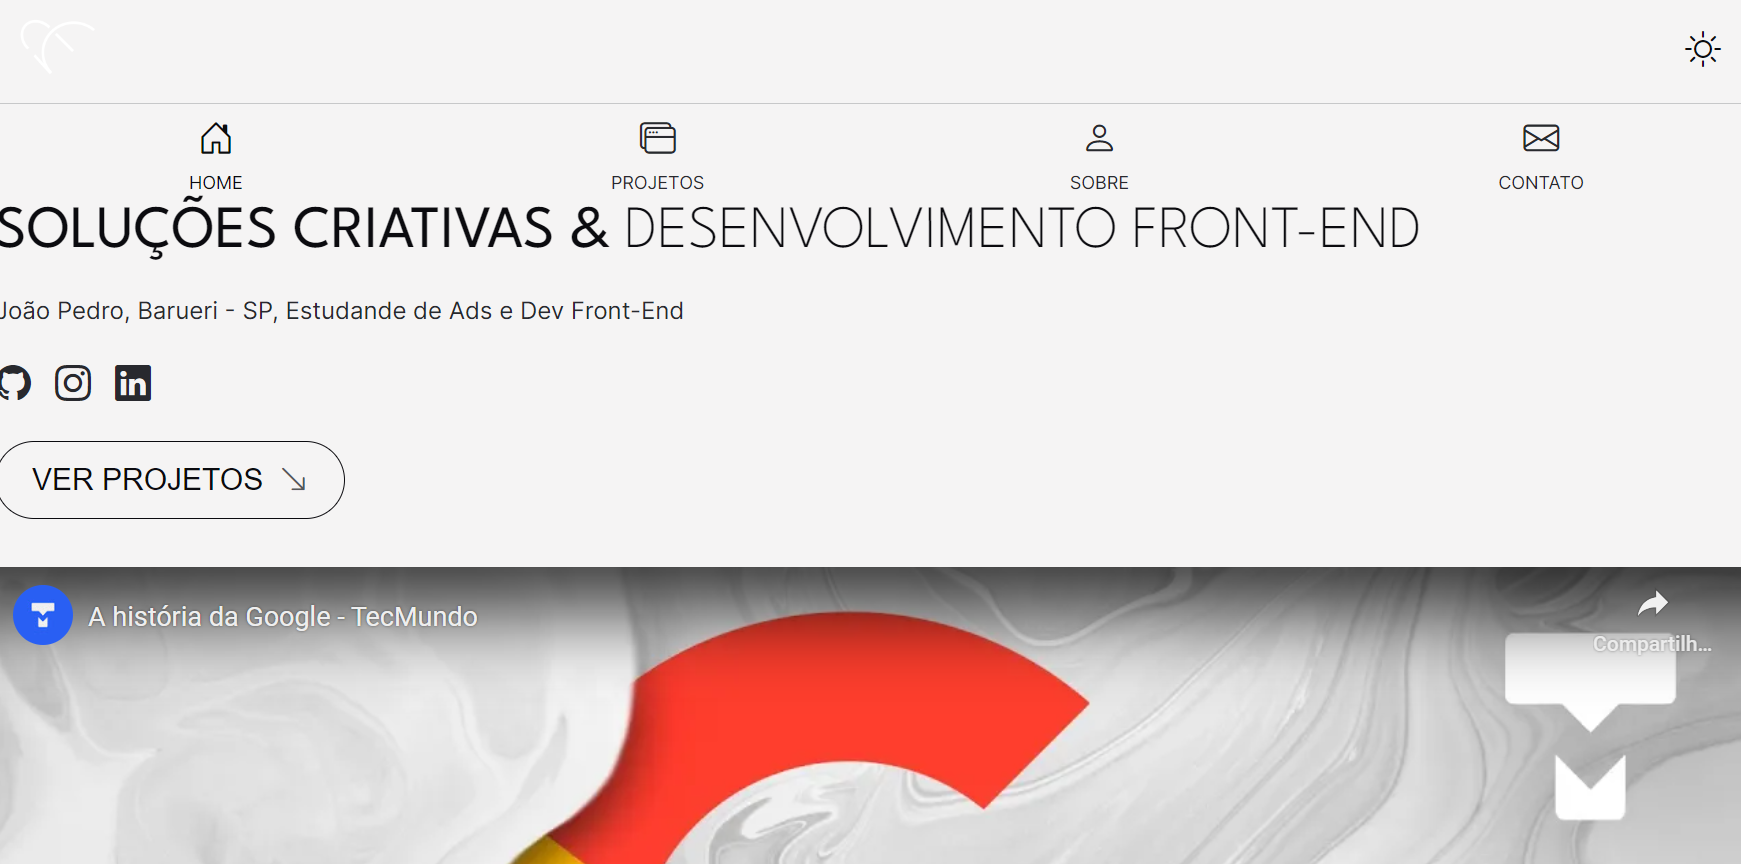 HOME
PROJETOS
SOBRE
CONTATO
SOLUÇÕES CRIATIVAS & DESENVOLVIMENTO FRONT-END
João Pedro, Barueri - SP, Estudande de Ads e Dev Front-End
in
VER PROJETOS
A história da Google - TecMundo
Compartilh...